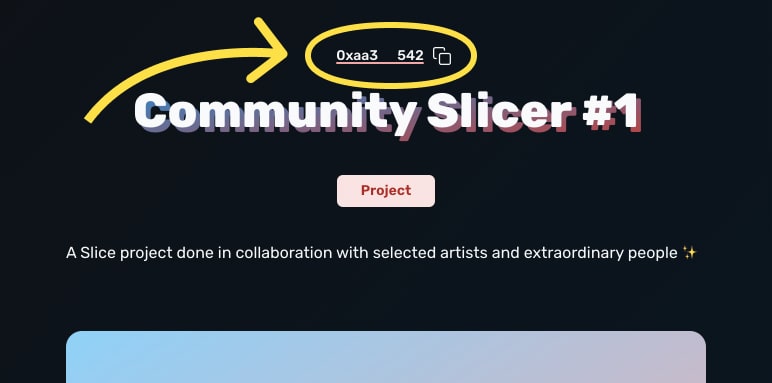 0xaa3 542
Community Slicer #1
Project
A Slice project done in collaboration with selected artists and extraordinary people ✨